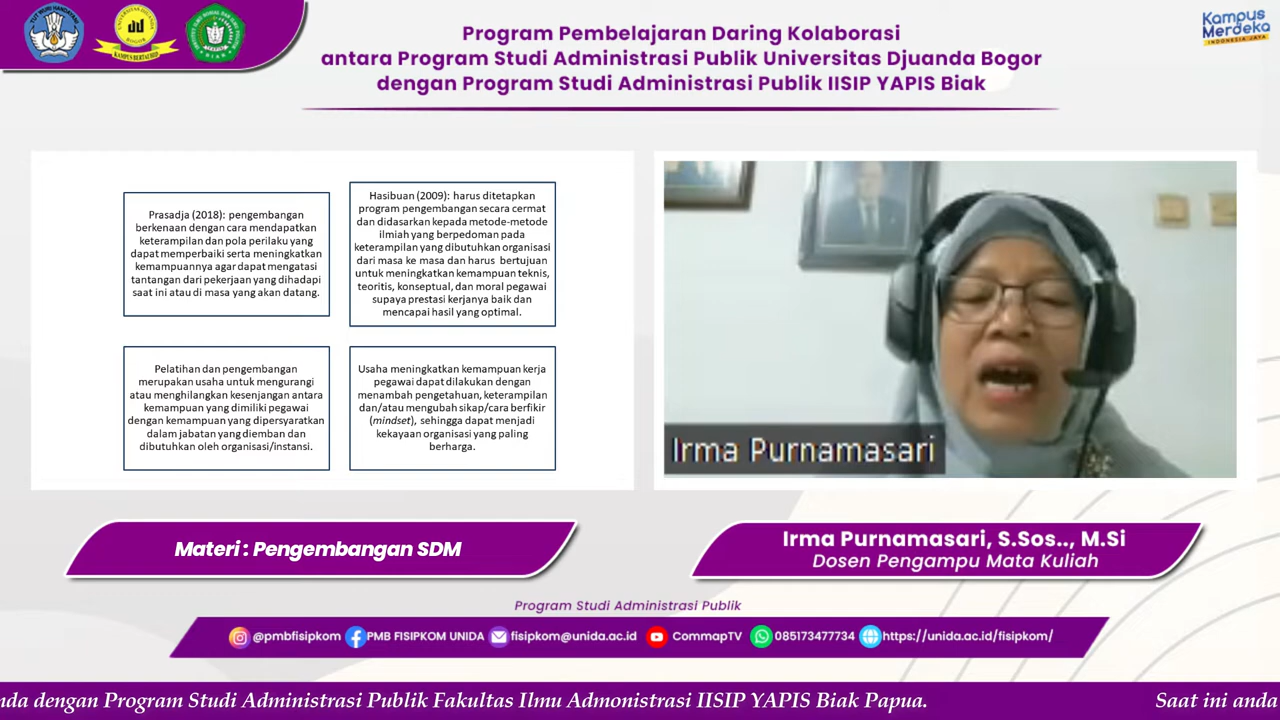 Program Pembelajaran Daring Kolaborasi
antara Program Studi Administrasi Publik Universitas Djuanda Bogor
dengan Program Studi Administrasi Publik IISIP YAPIS Biak
Kampus
Merdeka
INDONESIA JAYA
TUT WURI HANDAYANI
UNIVERSITAS DJUANDA
BOGOR
KAMPUS BERTAUHID
Prasadja (2018): pengembangan
berkenaan dengan cara mendapatkan
keterampilan dan pola perilaku yang
dapat memperbaiki serta meningkatkan
kemampuannya agar dapat mengatasi
tantangan dari pekerjaan yang dihadapi
saat ini atau di masa yang akan datang.
Hasibuan (2009): harus ditetapkan
program pengembangan secara cermat
dan didasarkan kepada metode-metode
ilmiah yang berpedoman pada
keterampilan yang dibutuhkan organisasi
dari masa ke masa dan harus bertujuan
untuk meningkatkan kemampuan teknis,
teoritis, konseptual, dan moral pegawai
supaya prestasi kerjanya baik dan
mencapai hasil yang optimal.
Pelatihan dan pengembangan
merupakan usaha untuk mengurangi
atau menghilangkan kesenjangan antara
kemampuan yang dimiliki pegawai
dengan kemampuan yang dipersyaratkan
dalam jabatan yang diemban dan
dibutuhkan oleh organisasi/instansi.
Usaha meningkatkan kemampuan kerja
pegawai dapat dilakukan dengan
menambah pengetahuan, keterampilan
dan/atau mengubah sikap/cara berfikir
(mindset), sehingga dapat menjadi
kekayaan organisasi yang paling
berharga.
Irma Purnamasari
Materi : Pengembangan SDM
Irma Purnamasari, S.Sos.., M.Si
Dosen Pengampu Mata Kuliah
Program Studi Administrasi Publik
@pmbfisipkom PMB FISIPKOM UNIDA fisipkom@unida.ac.id CommapTV 085173477734 https://unida.ac.id/fisipkom/
nda dengan Program Studi Administrasi Publik Fakultas Ilmu Admonistrasi IISIP YAPIS Biak Papua. Saat ini anda